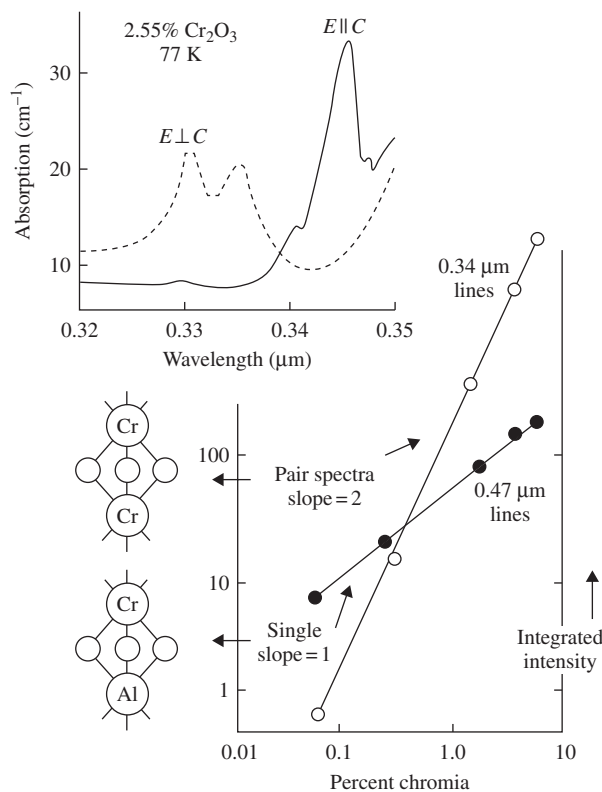 2.55% Cr₂O₃
77 K
E∥C
E⊥C
Absorption (cm⁻¹)
30
20
10
0.32
0.33
0.34
0.35
Wavelength (μm)
0.34 μm
lines
Cr
Cr
100
Pair spectra
slope = 2
0.47 μm
lines
10
Cr
Al
Single
slope = 1
Integrated
intensity
1
0.01
0.1
1.0
10
Percent chromia